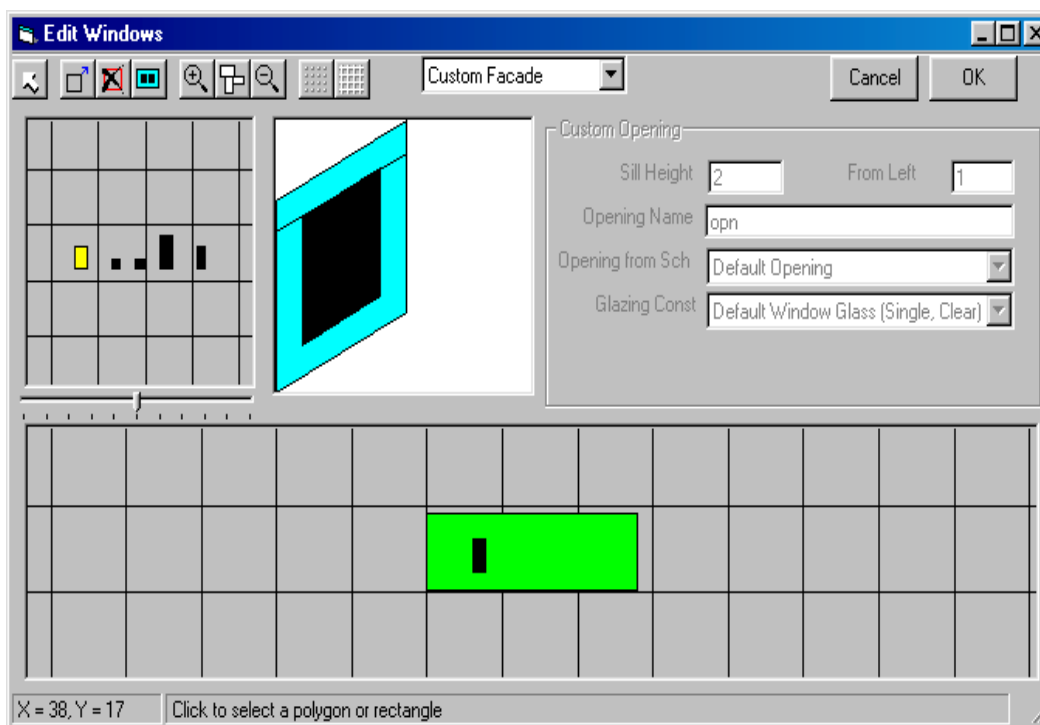 Edit Windows
Custom Facade
Cancel
OK
Custom Opening
Sill Height 2 From Left 1
Opening Name opn
Opening from Sch Default Opening
Glazing Const Default Window Glass (Single, Clear)
X = 38, Y = 17 Click to select a polygon or rectangle